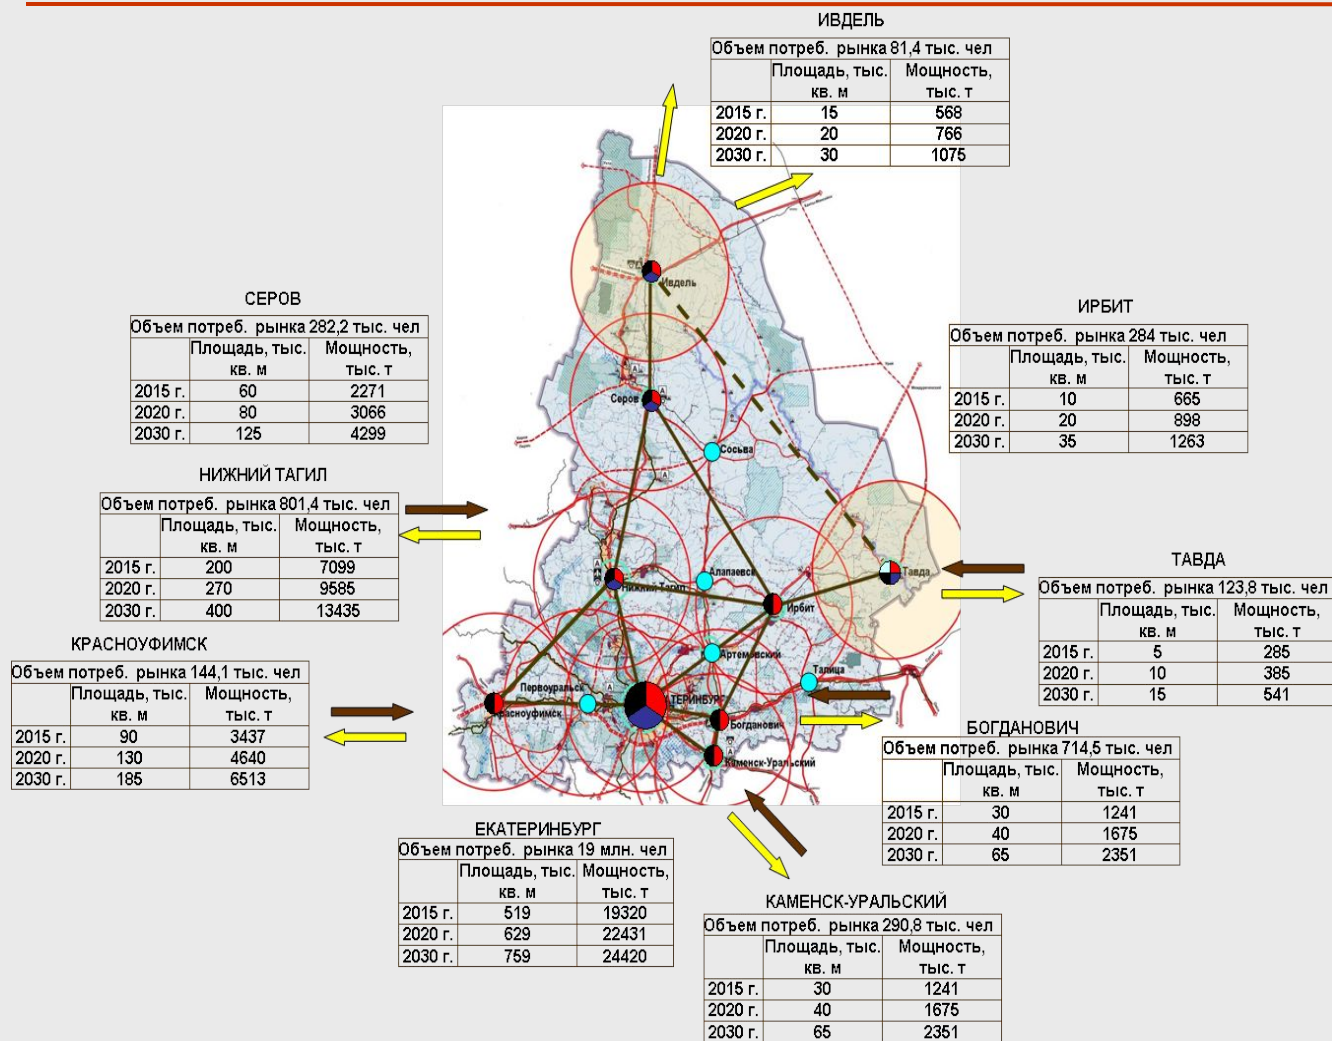 ИВДЕЛЬ
Объем потреб. рынка 81,4 тыс. чел
Площадь, тыс. кв. м Мощность, тыс. т
2015 г. 15 568
2020 г. 20 766
2030 г. 30 1075
СЕРОВ
Объем потреб. рынка 282,2 тыс. чел
Площадь, тыс. кв. м Мощность, тыс. т
2015 г. 60 2271
2020 г. 80 3066
2030 г. 125 4299
ИРБИТ
Объем потреб. рынка 284 тыс. чел
Площадь, тыс. кв. м Мощность, тыс. т
2015 г. 10 665
2020 г. 20 898
2030 г. 35 1263
НИЖНИЙ ТАГИЛ
Объем потреб. рынка 801,4 тыс. чел
Площадь, тыс. кв. м Мощность, тыс. т
2015 г. 200 7099
2020 г. 270 9585
2030 г. 400 13435
ТАВДА
Объем потреб. рынка 123,8 тыс. чел
Площадь, тыс. кв. м Мощность, тыс. т
2015 г. 5 285
2020 г. 10 385
2030 г. 15 541
КРАСНОУФИМСК
Объем потреб. рынка 144,1 тыс. чел
Площадь, тыс. кв. м Мощность, тыс. т
2015 г. 90 3437
2020 г. 130 4640
2030 г. 185 6513
БОГДАНОВИЧ
Объем потреб. рынка 714,5 тыс. чел
Площадь, тыс. кв. м Мощность, тыс. т
2015 г. 30 1241
2020 г. 40 1675
2030 г. 65 2351
ЕКАТЕРИНБУРГ
Объем потреб. рынка 19 млн. чел
Площадь, тыс. кв. м Мощность, тыс. т
2015 г. 519 19320
2020 г. 629 22431
2030 г. 759 24420
КАМЕНСК-УРАЛЬСКИЙ
Объем потреб. рынка 290,8 тыс. чел
Площадь, тыс. кв. м Мощность, тыс. т
2015 г. 30 1241
2020 г. 40 1675
2030 г. 65 2351
Ивдель
Серов
Сосьва
Алапаевск
Нижний Тагил
Ирбит
Тавда
Артемовский
Талица
Первоуральск
Красноуфимск
ТЕРИНБУРГ
Богданович
Каменск-Уральский